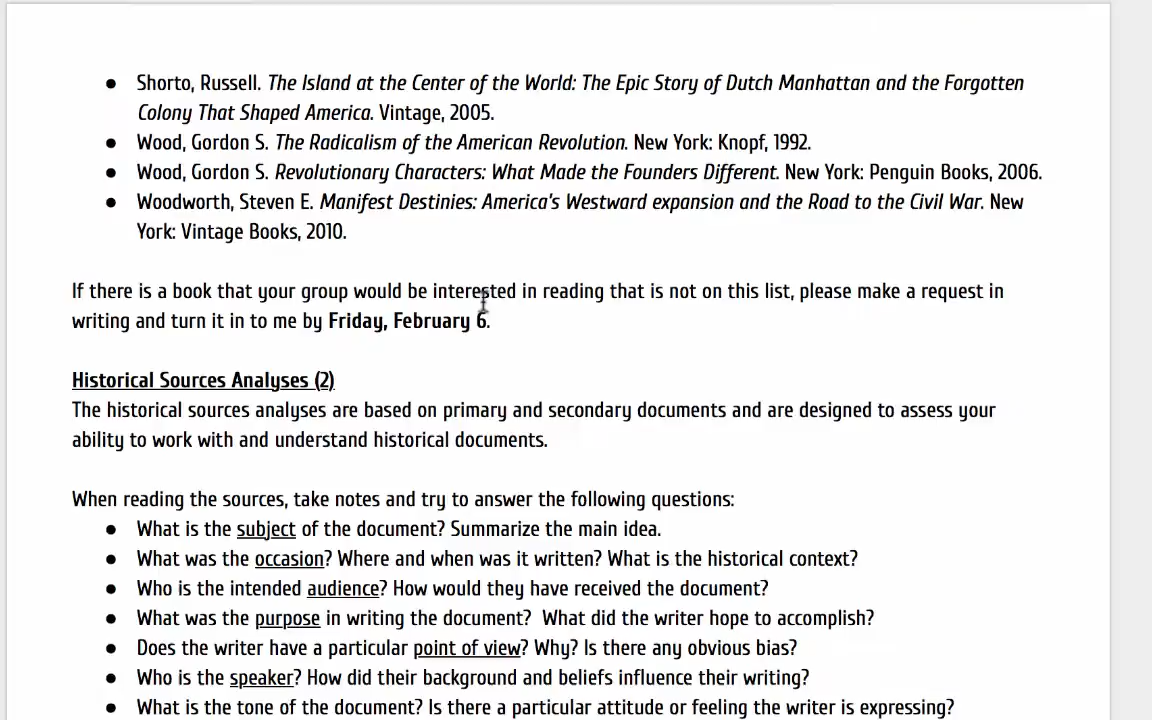 ● Shorto, Russell. The Island at the Center of the World: The Epic Story of Dutch Manhattan and the Forgotten
Colony That Shaped America. Vintage, 2005.
● Wood, Gordon S. The Radicalism of the American Revolution. New York: Knopf, 1992.
● Wood, Gordon S. Revolutionary Characters: What Made the Founders Different. New York: Penguin Books, 2006.
● Woodworth, Steven E. Manifest Destinies: America's Westward expansion and the Road to the Civil War. New
York: Vintage Books, 2010.
If there is a book that your group would be interested in reading that is not on this list, please make a request in
writing and turn it in to me by Friday, February 6.
Historical Sources Analyses (2)
The historical sources analyses are based on primary and secondary documents and are designed to assess your
ability to work with and understand historical documents.
When reading the sources, take notes and try to answer the following questions:
● What is the subject of the document? Summarize the main idea.
● What was the occasion? Where and when was it written? What is the historical context?
● Who is the intended audience? How would they have received the document?
● What was the purpose in writing the document?  What did the writer hope to accomplish?
● Does the writer have a particular point of view? Why? Is there any obvious bias?
● Who is the speaker? How did their background and beliefs influence their writing?
● What is the tone of the document? Is there a particular attitude or feeling the writer is expressing?